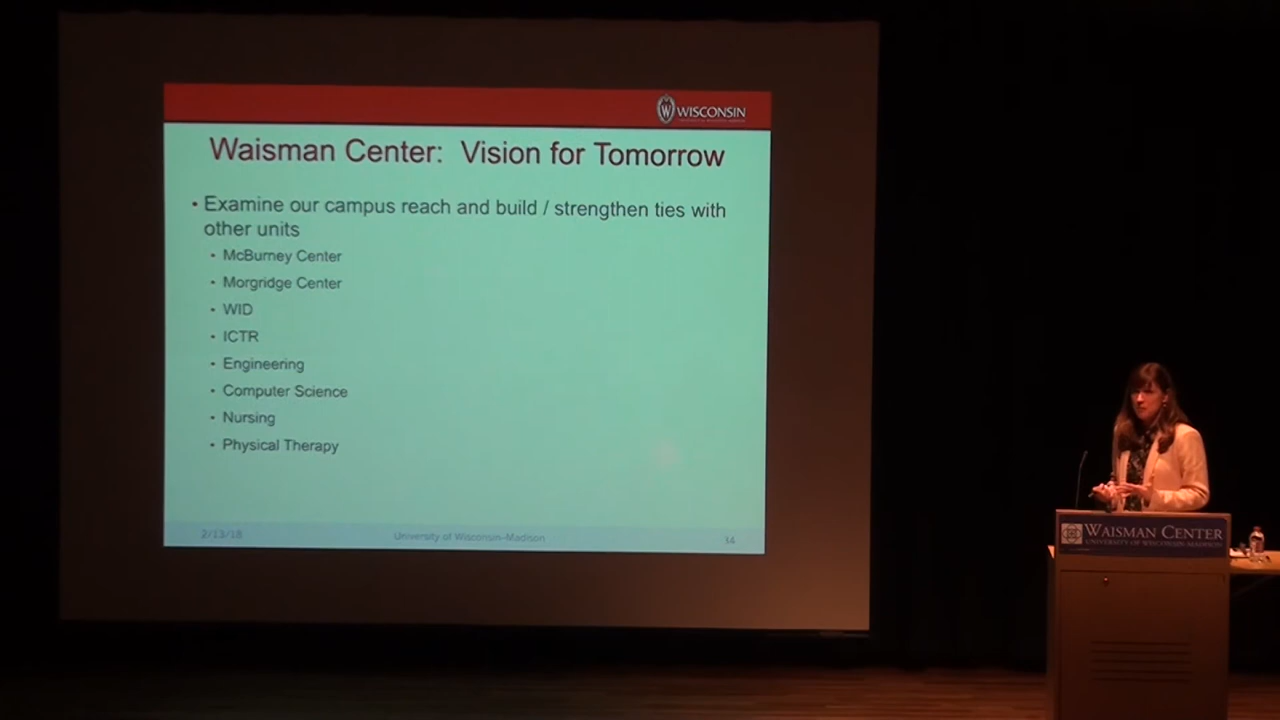 WISCONSIN
Waisman Center: Vision for Tomorrow
• Examine our campus reach and build / strengthen ties with
other units
• McBurney Center
• Morgridge Center
• WID
• ICTR
• Engineering
• Computer Science
• Nursing
• Physical Therapy
2/13/18 University of Wisconsin–Madison 14
WAISMAN CENTER
UNIVERSITY OF WISCONSIN-MADISON